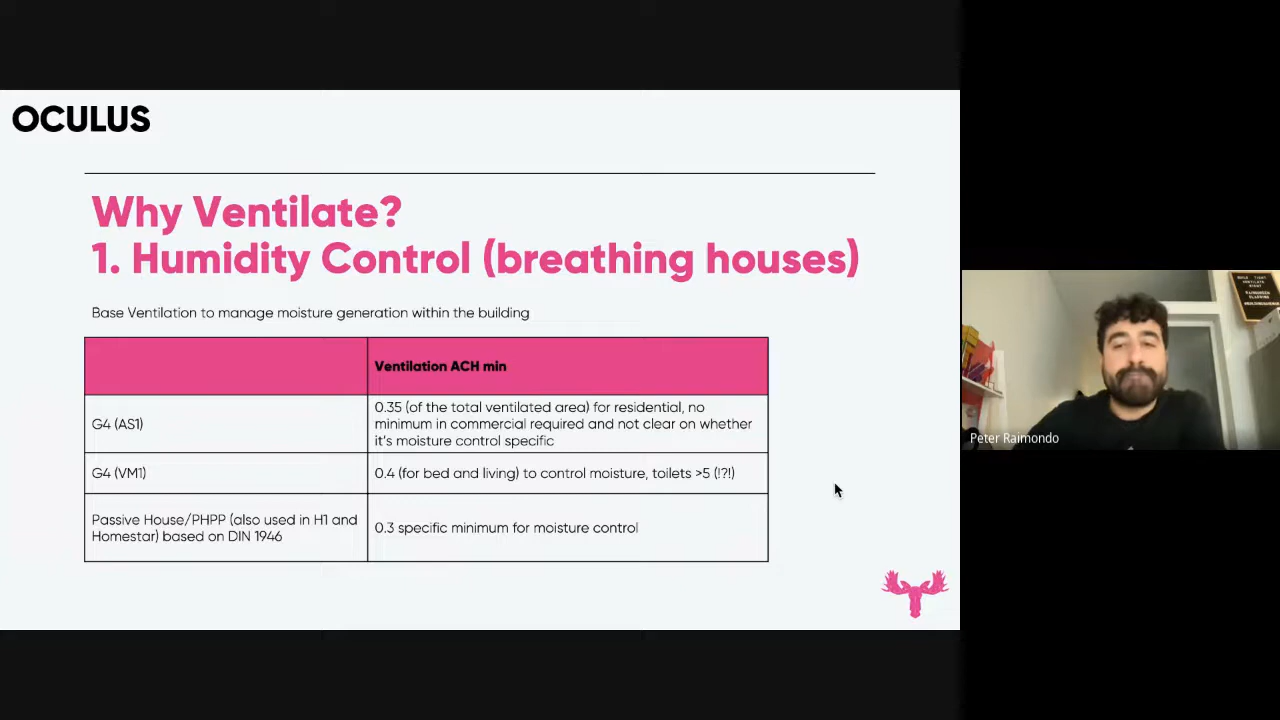 OCULUS
Why Ventilate?
1. Humidity Control (breathing houses)
Base Ventilation to manage moisture generation within the building
Ventilation ACH min
G4 (AS1)
0.35 (of the total ventilated area) for residential, no
minimum in commercial required and not clear on whether
it's moisture control specific
G4 (VM1)
0.4 (for bed and living) to control moisture, toilets >5 (!?!)
Passive House/PHPP (also used in H1 and
Homestar) based on DIN 1946
0.3 specific minimum for moisture control
BUILD TIGHT
VENTILATE
RIGHT
Peter Raimondo